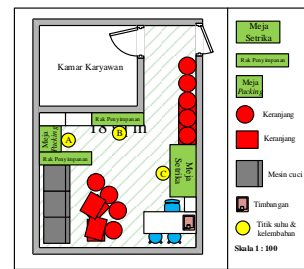 Kamar Karyawan
Rak Penyimpanan
Meja
Packing
A
B
18 m
Rak Penyimpanan
C
Meja
Setrika
Meja
Setrika
Rak Penyimpanan
Meja
Packing
Keranjang
Keranjang
Mesin cuci
Timbangan
Titik suhu &
kelembaban
Skala 1 : 100